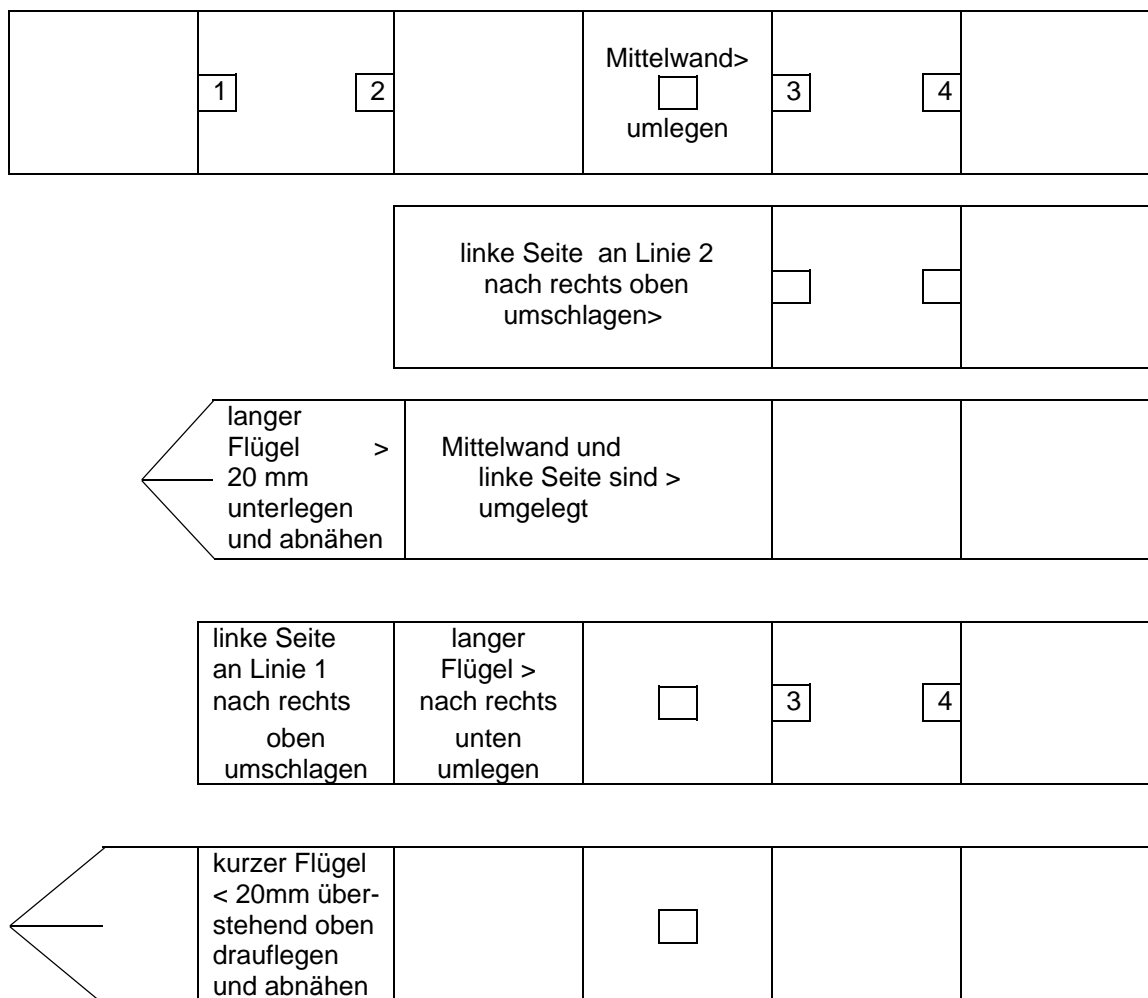 Mittelwand>
1 2 3 4
umlegen
linke Seite an Linie 2
nach rechts oben
umschlagen>
langer
Flügel >
20 mm
unterlegen
und abnähen
Mittelwand und
linke Seite sind >
umgelegt
linke Seite
an Linie 1
nach rechts
oben
umschlagen
langer
Flügel >
nach rechts
unten
umlegen
3 4
kurzer Flügel
< 20mm über-
stehend oben
drauflegen
und abnähen